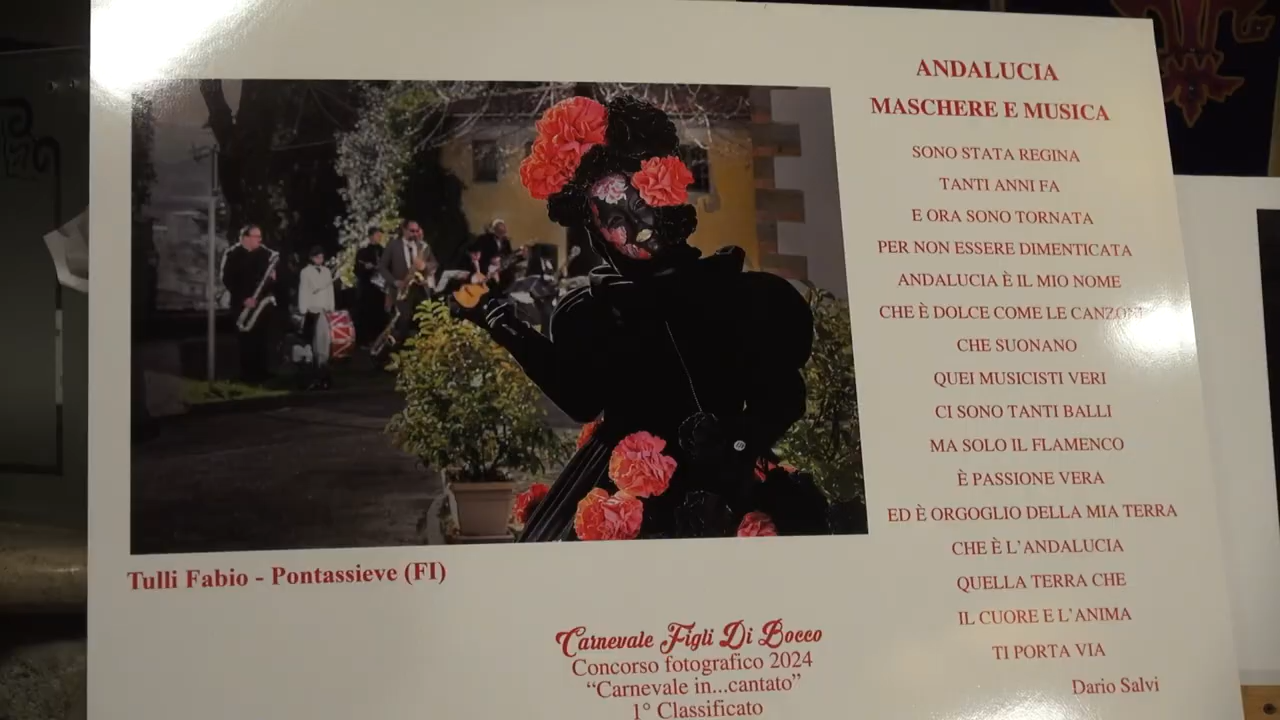 ANDALUCIA
MASCHERE E MUSICA
SONO STATA REGINA
TANTI ANNI FA
E ORA SONO TORNATA
PER NON ESSERE DIMENTICATA
ANDALUCIA È IL MIO NOME
CHE È DOLCE COME LE
CHE SUONANO
QUEI MUSICISTI VERI
CI SONO TANTI BALLI
MA SOLO IL FLAMENCO
È PASSIONE VERA
ED È ORGOGLIO DELLA MIA TERRA
CHE È L'ANDALUCIA
QUELLA TERRA CHE
IL CUORE E L'ANIMA
TI PORTA VIA
Dario Salvi
Tulli Fabio - Pontassieve (FI)
Carnevale Figli Di Bocco
Concorso fotografico 2024
“Carnevale in...cantato”
1° Classificato